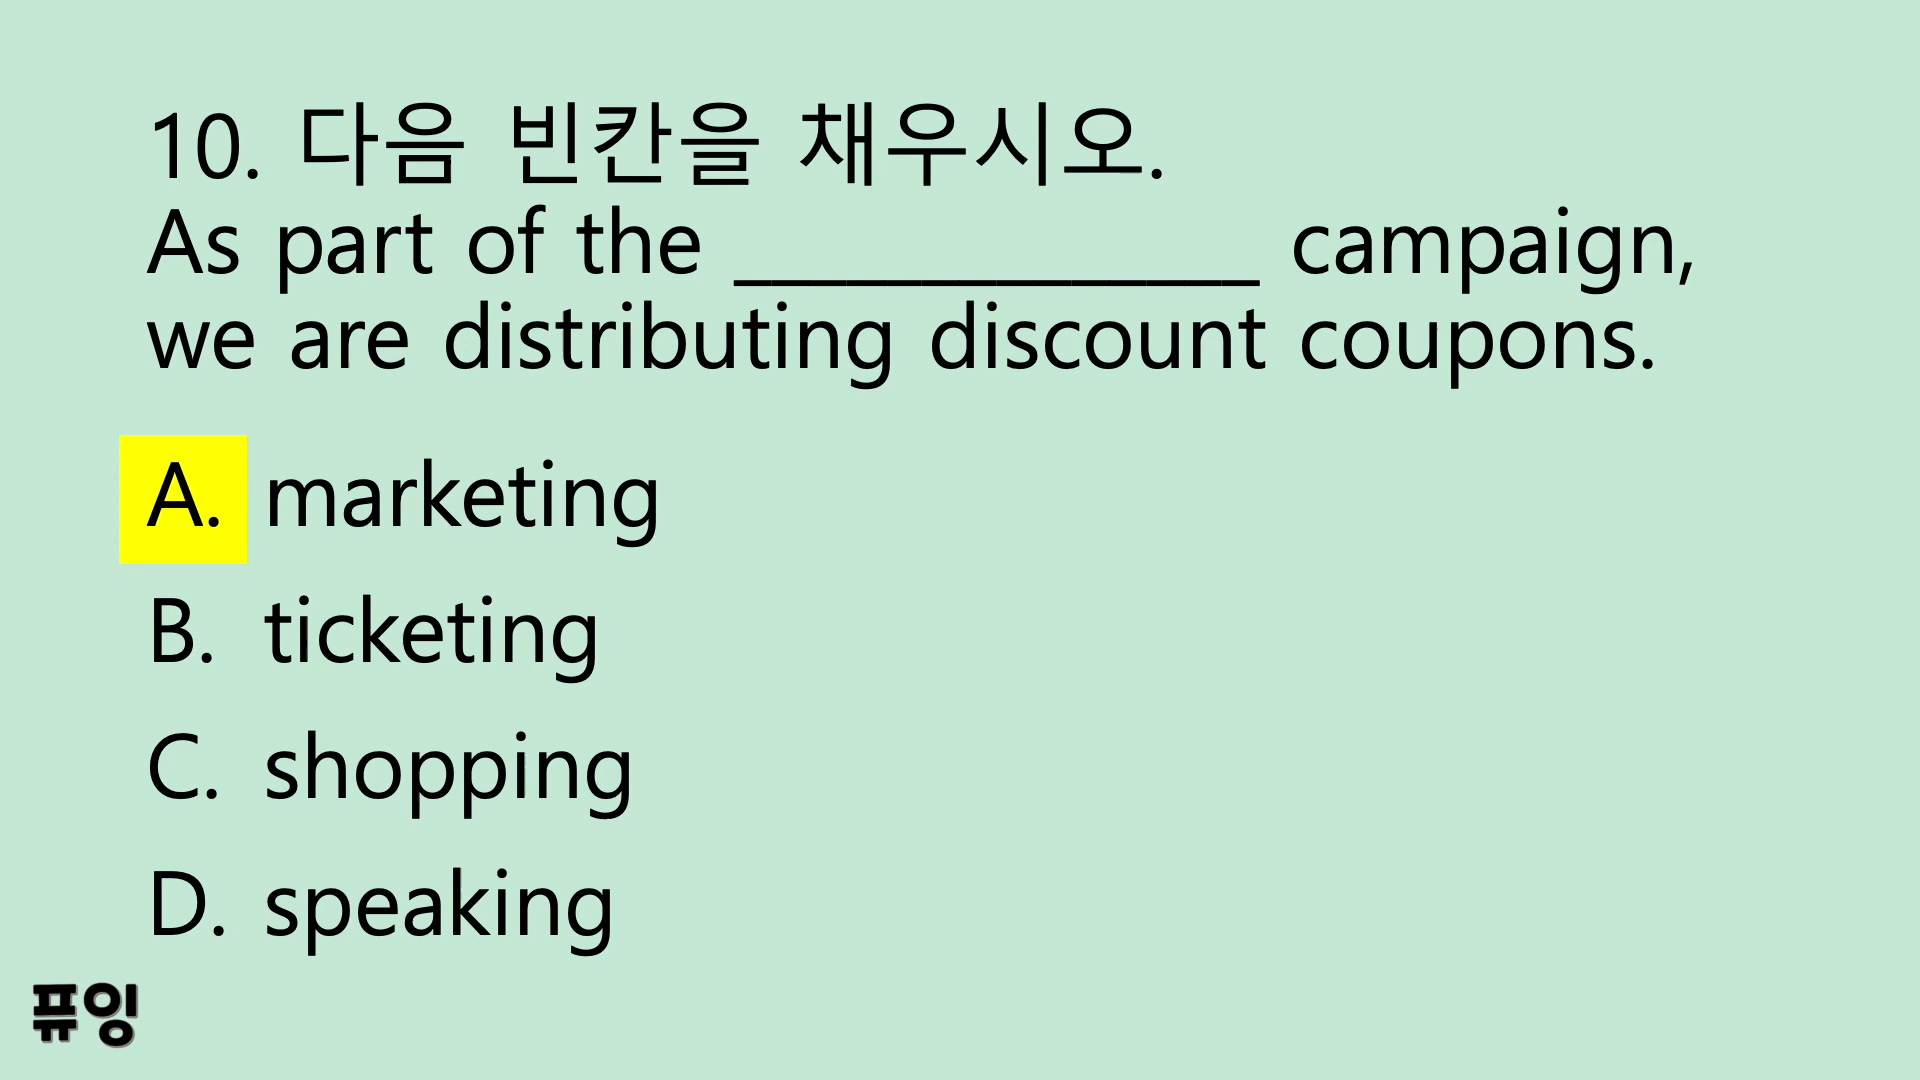 10. 다음 빈칸을 채우시오.
As part of the ______________ campaign,
we are distributing discount coupons.
A. marketing
B. ticketing
C. shopping
D. speaking
퓨잉